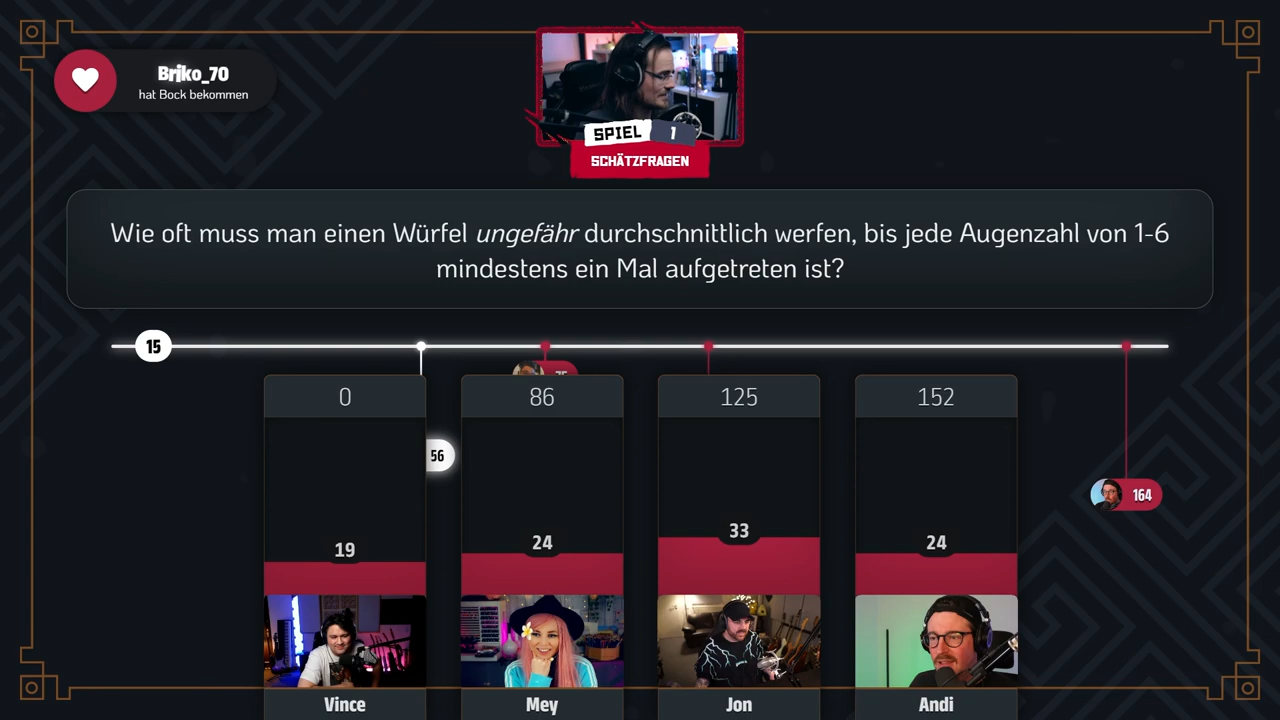 Briko_70
hat Bock bekommen
SPIEL 1
SCHÄTZFRAGEN
Wie oft muss man einen Würfel ungefähr durchschnittlich werfen, bis jede Augenzahl von 1-6
mindestens ein Mal aufgetreten ist?
15
0
86
125
152
56
164
19
24
33
24
Vince
Mey
Jon
Andi